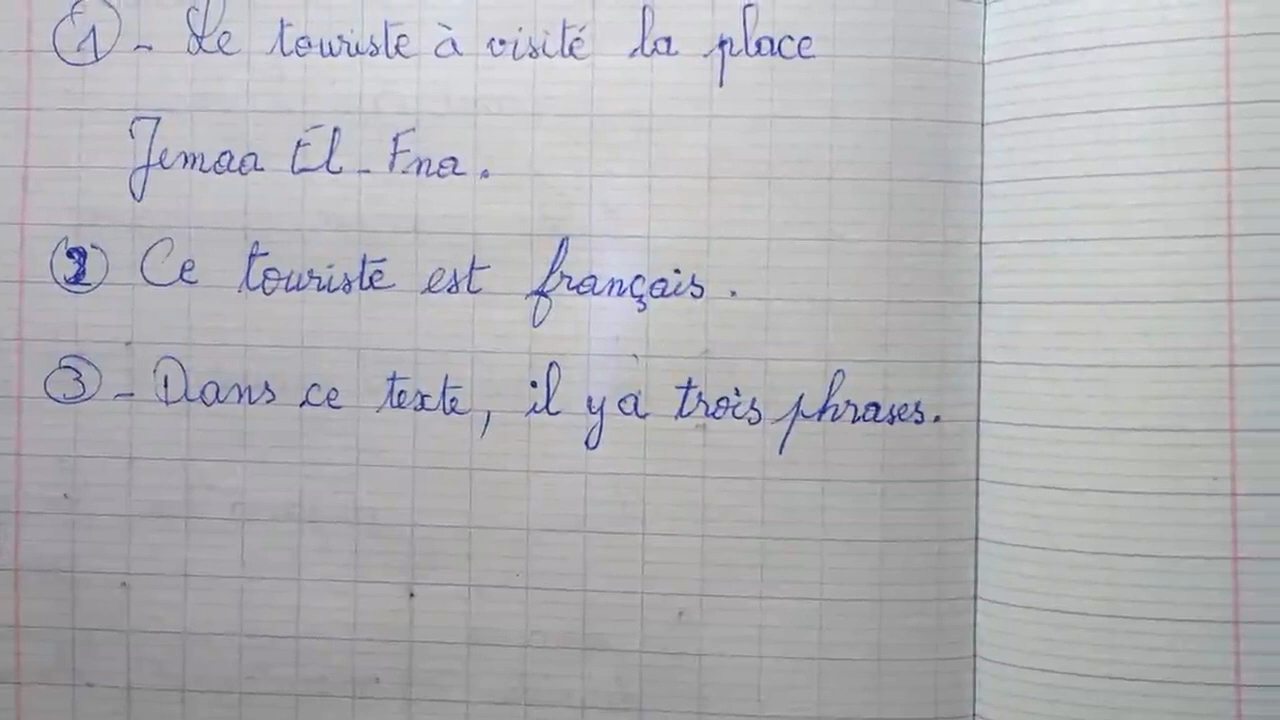 ① - Le touriste à visité la place
Jemaa El-Fna.
② Ce touriste est français.
③ - Dans ce texte, il y à trois phrases.